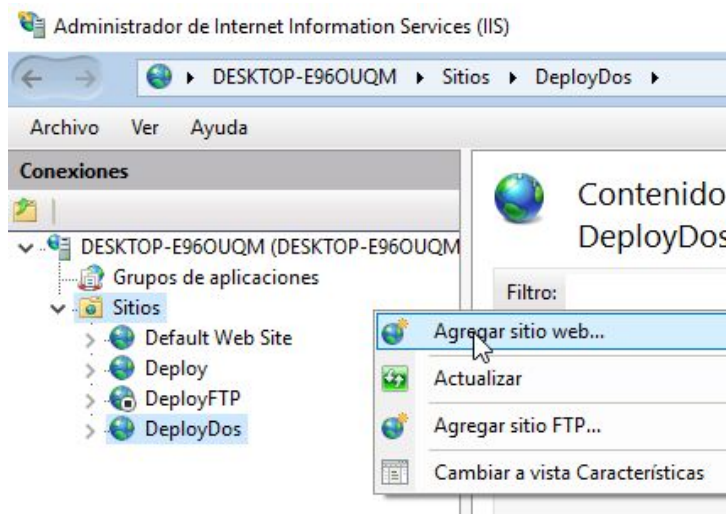 Administrador de Internet Information Services (IIS)
DESKTOP-E96OUQM Sitios DeployDos
Archivo Ver Ayuda
Conexiones
DESKTOP-E96OUQM (DESKTOP-E96OUQM
Grupos de aplicaciones
Sitios
Default Web Site
Deploy
DeployFTP
DeployDos
Contenido
DeployDos
Filtro:
Agregar sitio web...
Actualizar
Agregar sitio FTP...
Cambiar a vista Características